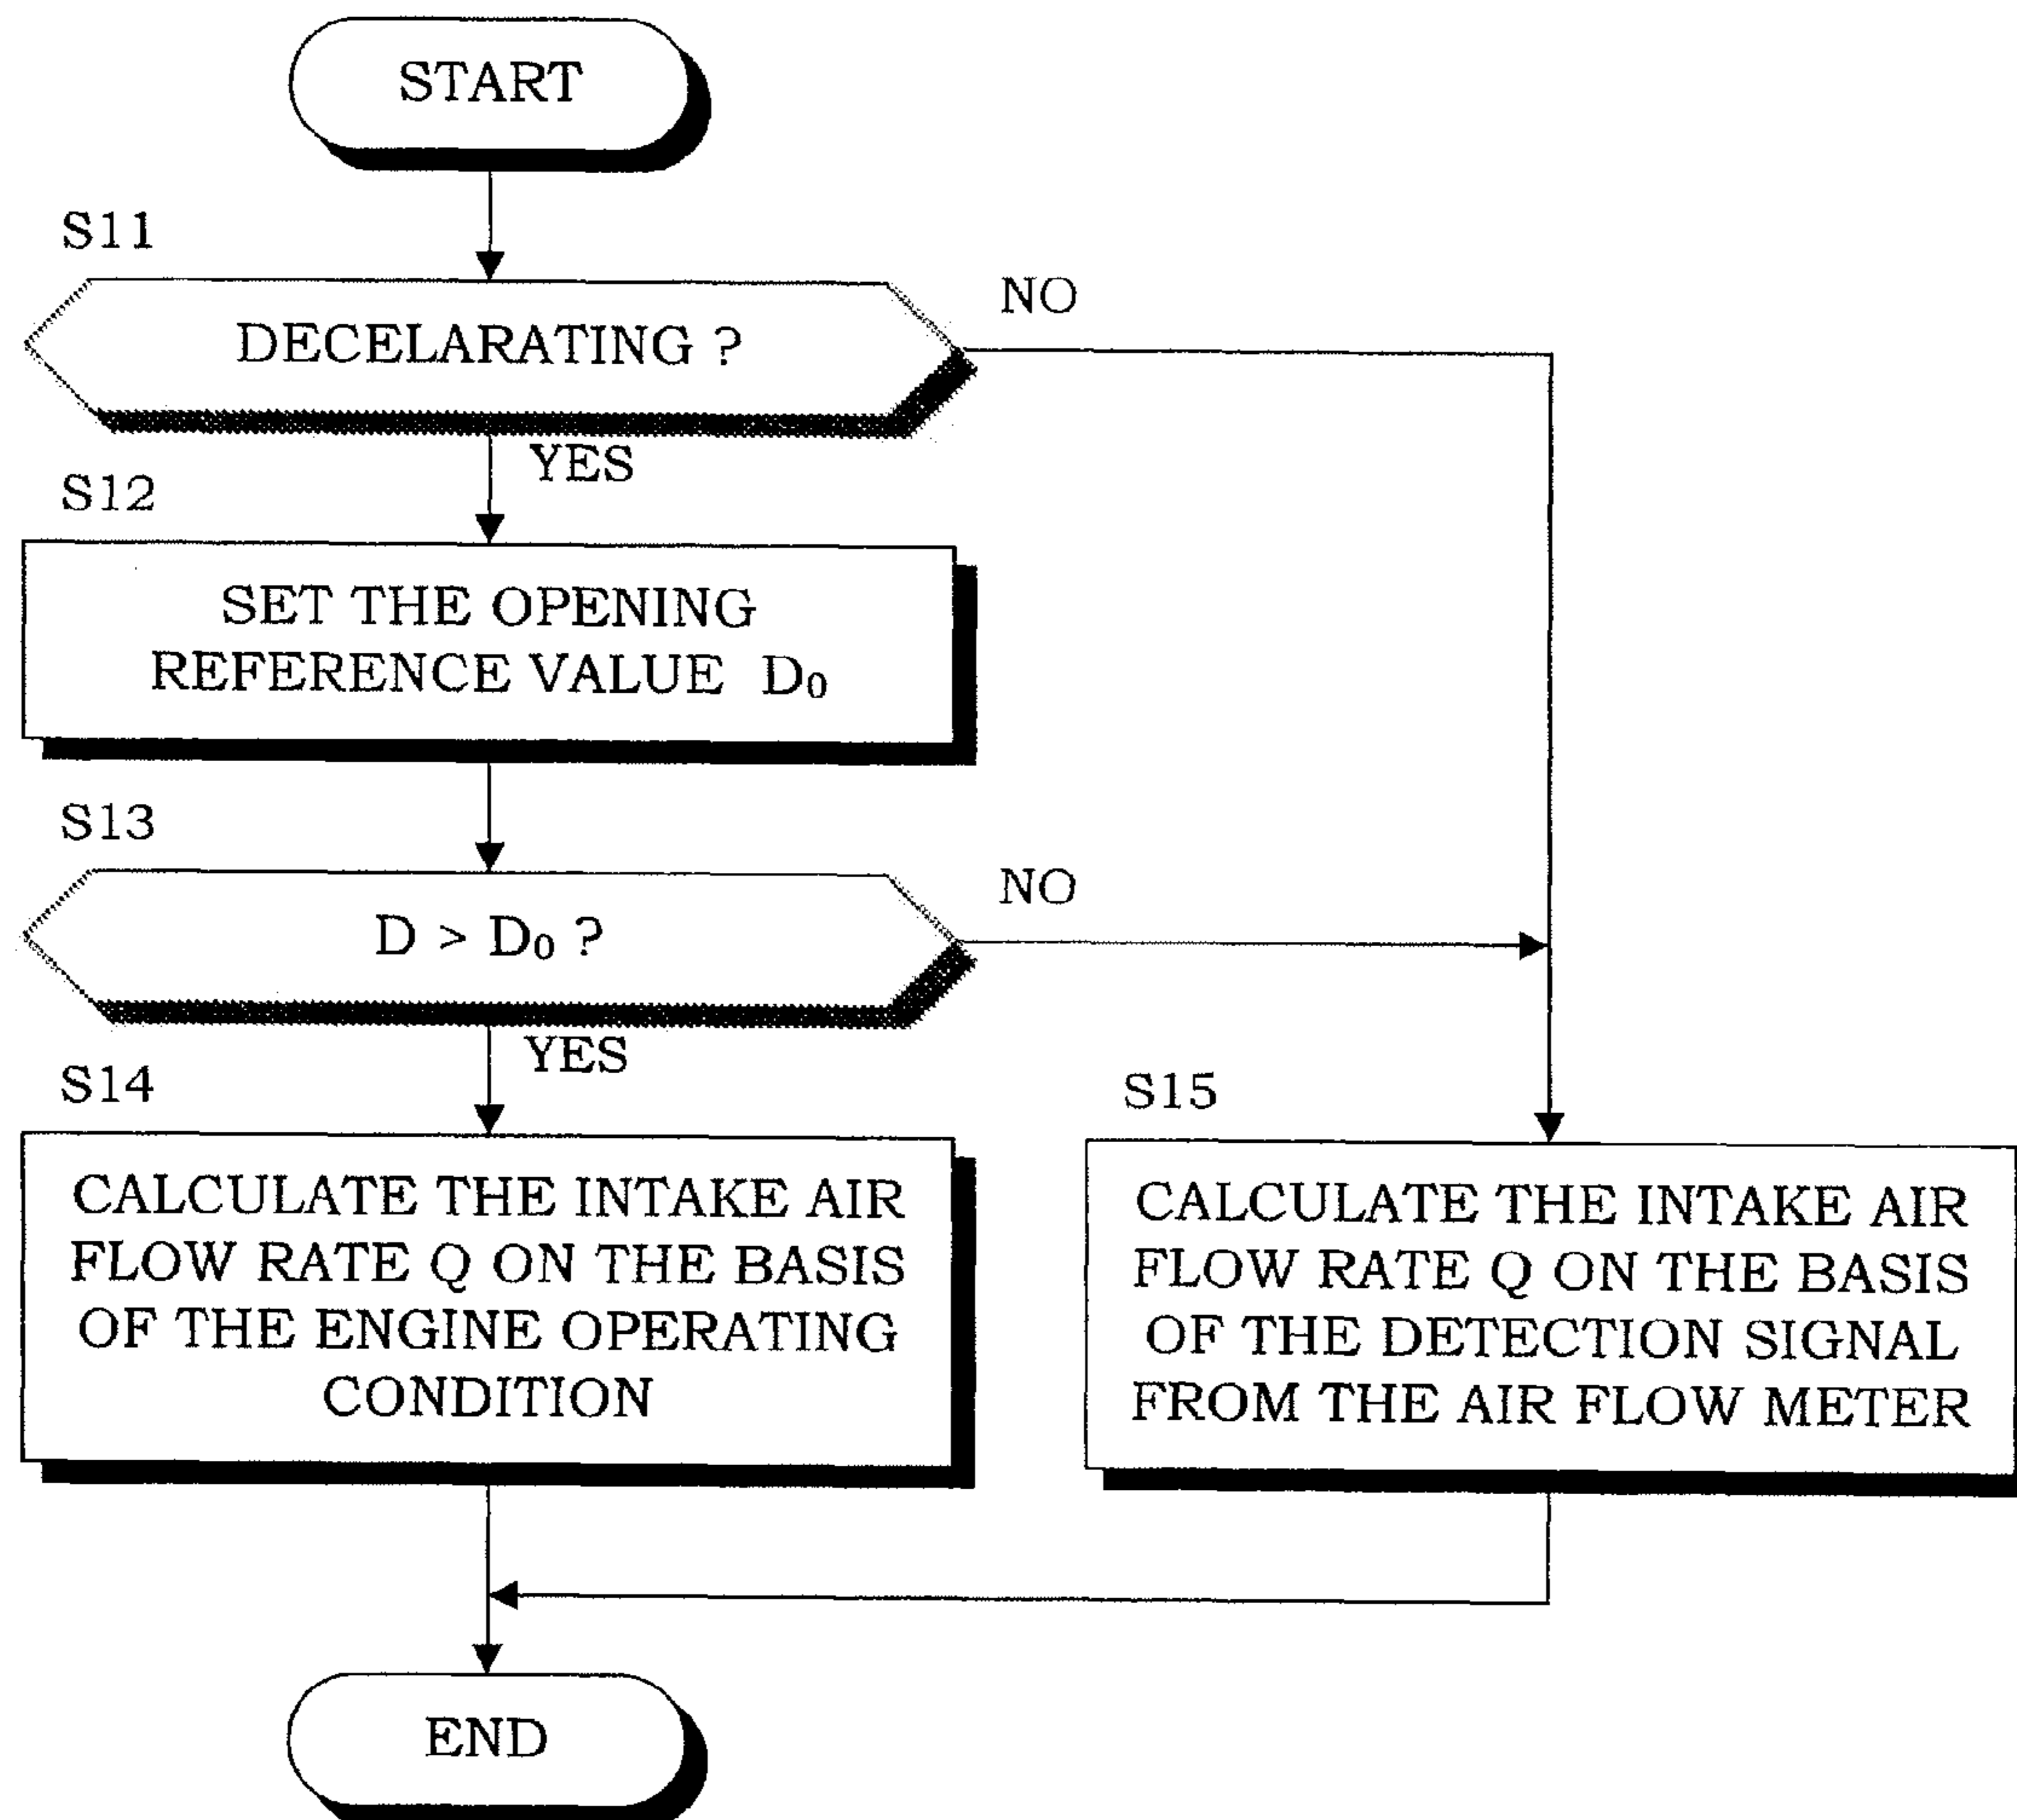 START
S11
DECELARATING ?
NO
YES
S12
SET THE OPENING
REFERENCE VALUE D₀
S13
D > D₀ ?
NO
YES
S14
CALCULATE THE INTAKE AIR
FLOW RATE Q ON THE BASIS
OF THE ENGINE OPERATING
CONDITION
S15
CALCULATE THE INTAKE AIR
FLOW RATE Q ON THE BASIS
OF THE DETECTION SIGNAL
FROM THE AIR FLOW METER
END